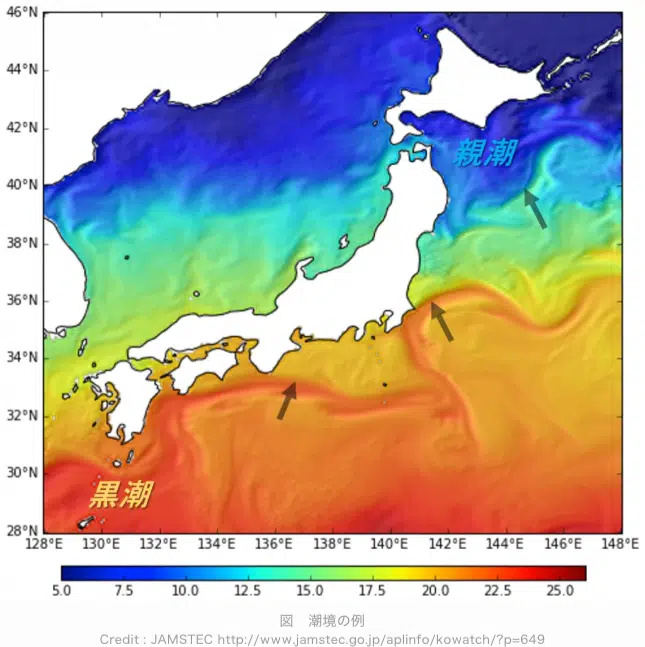 46°N
44°N
42°N
親潮
40°N
38°N
36°N
34°N
32°N
30°N
黒潮
28°N
128°E 130°E 132°E 134°E 136°E 138°E 140°E 142°E 144°E 146°E 148°E
5.0 7.5 10.0 12.5 15.0 17.5 20.0 22.5 25.0
図 潮境の例
Credit : JAMSTEC http://www.jamstec.go.jp/aplinfo/kowatch/?p=649